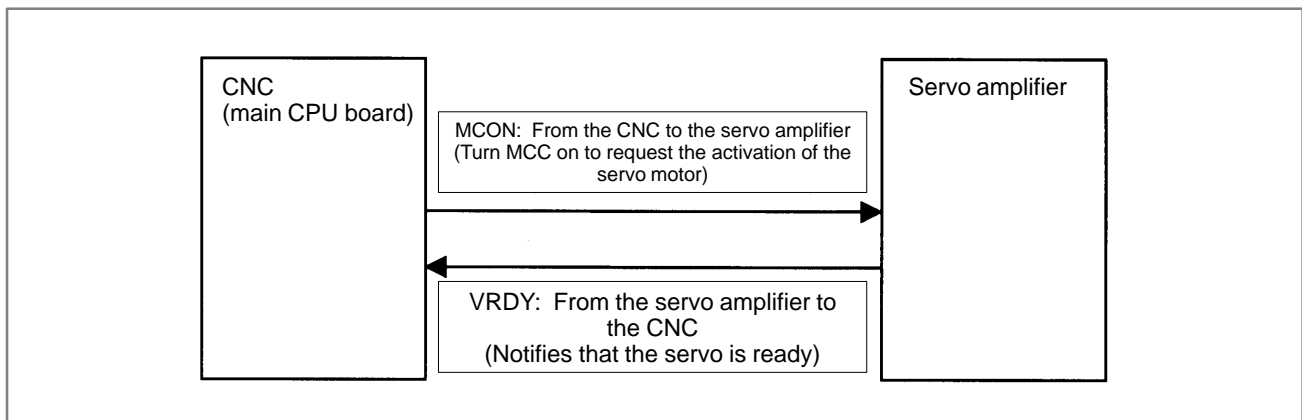 CNC
(main CPU board)
Servo amplifier
MCON: From the CNC to the servo amplifier
(Turn MCC on to request the activation of the
servo motor)
VRDY: From the servo amplifier to
the CNC
(Notifies that the servo is ready)